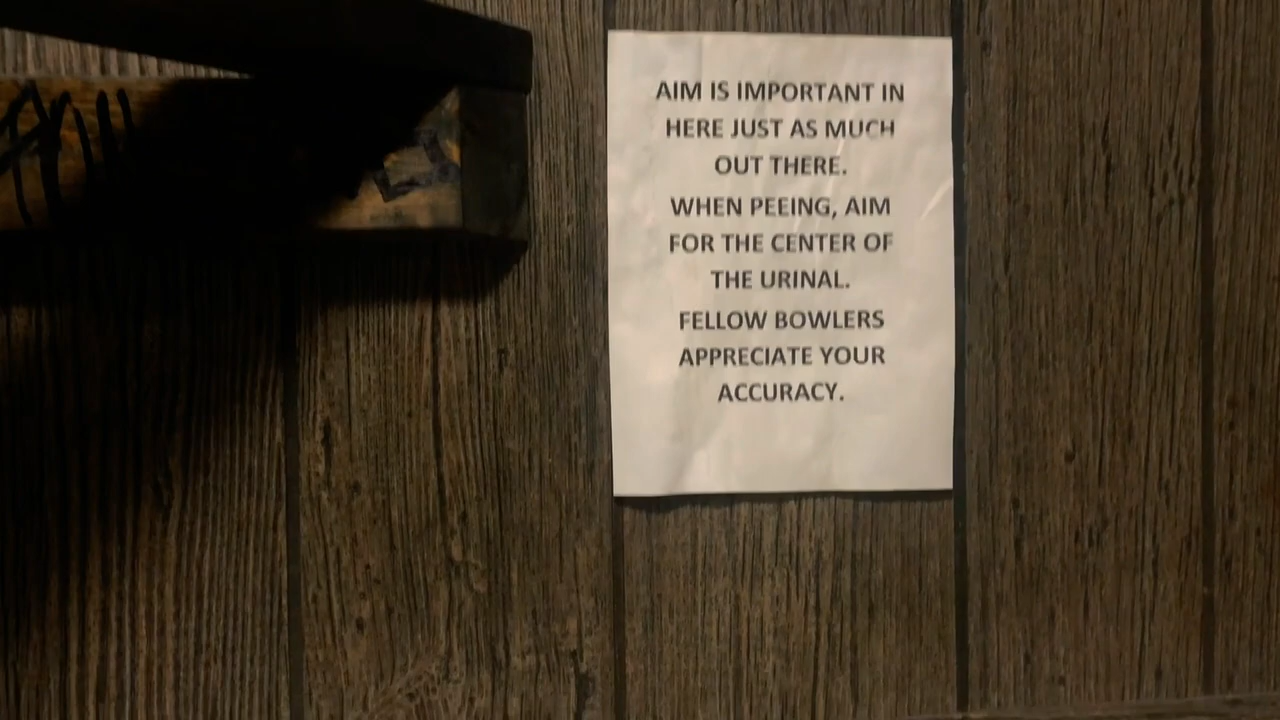 AIM IS IMPORTANT IN
HERE JUST AS MUCH
OUT THERE.
WHEN PEEING, AIM
FOR THE CENTER OF
THE URINAL.
FELLOW BOWLERS
APPRECIATE YOUR
ACCURACY.